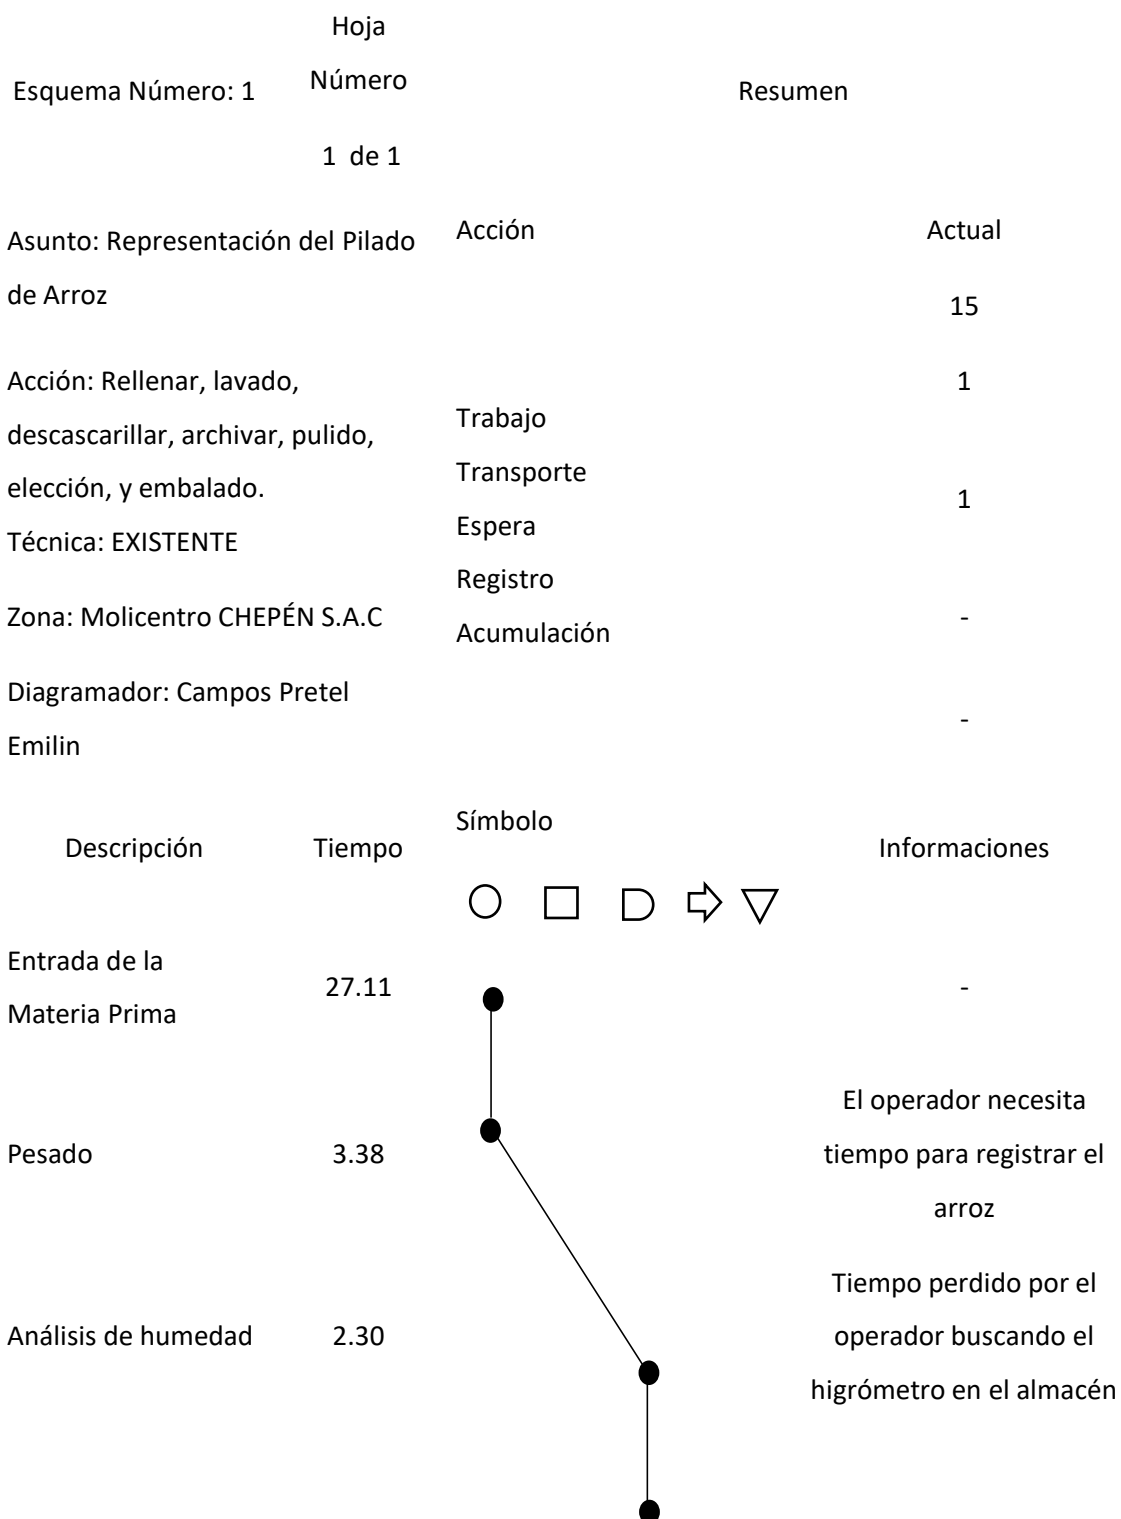 Esquema Número: 1
Hoja
Número
1 de 1
Resumen
Asunto: Representación del Pilado
de Arroz
Acción
Actual
15
Acción: Rellenar, lavado,
descascarillar, archivar, pulido,
elección, y embalado.
Técnica: EXISTENTE
Zona: Molicentro CHEPÉN S.A.C
Diagramador: Campos Pretel
Emilin
Trabajo
Transporte
Espera
Registro
Acumulación
1
1
-
-
Descripción
Tiempo
Símbolo
Informaciones
Entrada de la
Materia Prima
27.11
-
Pesado
3.38
El operador necesita
tiempo para registrar el
arroz
Análisis de humedad
2.30
Tiempo perdido por el
operador buscando el
higrómetro en el almacén